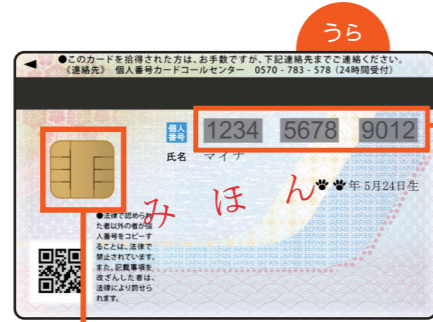 うら
◀ ●このカードを拾得された方は、お手数ですが、下記連絡先までご連絡ください。
《連絡先》 個人番号カードコールセンター 0570-783-578（24時間受付）
個人番号 1234 5678 9012
氏名 マイナ
年 5月24日生
みほん
●法律で認められ
た者以外の者が個
人番号をコピーす
ることは、法律で
禁止されています。
また、記載事項を
改ざんした者は、
法律により罰せら
れます。